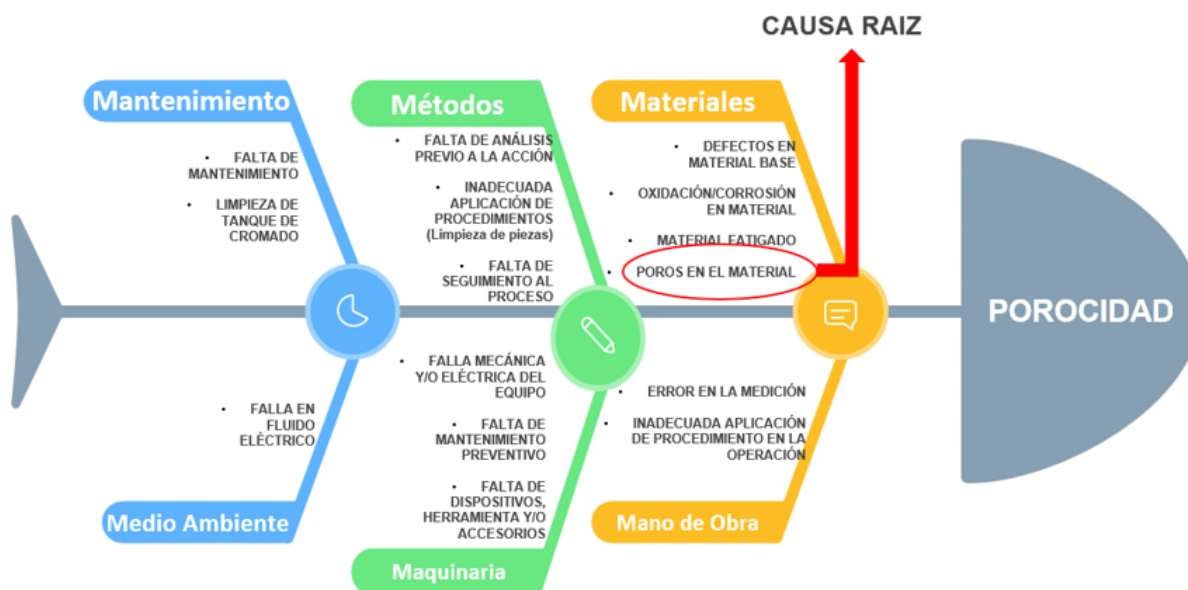 CAUSA RAIZ
Mantenimiento
• FALTA DE
MANTENIMIENTO
• LIMPIEZA DE
TANQUE DE
CROMADO
Métodos
• FALTA DE ANÁLISIS
PREVIO A LA ACCIÓN
• INADECUADA
APLICACIÓN DE
PROCEDIMIENTOS
(Limpieza de piezas)
• FALTA DE
SEGUIMIENTO AL
PROCESO
Materiales
• DEFECTOS EN
MATERIAL BASE
• OXIDACIÓN/CORROSIÓN
EN MATERIAL
• MATERIAL FATIGADO
• POROS EN EL MATERIAL
POROCIDAD
• FALLA EN
FLUIDO
ELÉCTRICO
Medio Ambiente
• FALLA MECÁNICA
Y/O ELÉCTRICA DEL
EQUIPO
• FALTA DE
MANTENIMIENTO
PREVENTIVO
• FALTA DE
DISPOSITIVOS,
HERRAMIENTA Y/O
ACCESORIOS
Maquinaria
• ERROR EN LA MEDICIÓN
• INADECUADA APLICACIÓN
DE PROCEDIMIENTO EN LA
OPERACIÓN
Mano de Obra